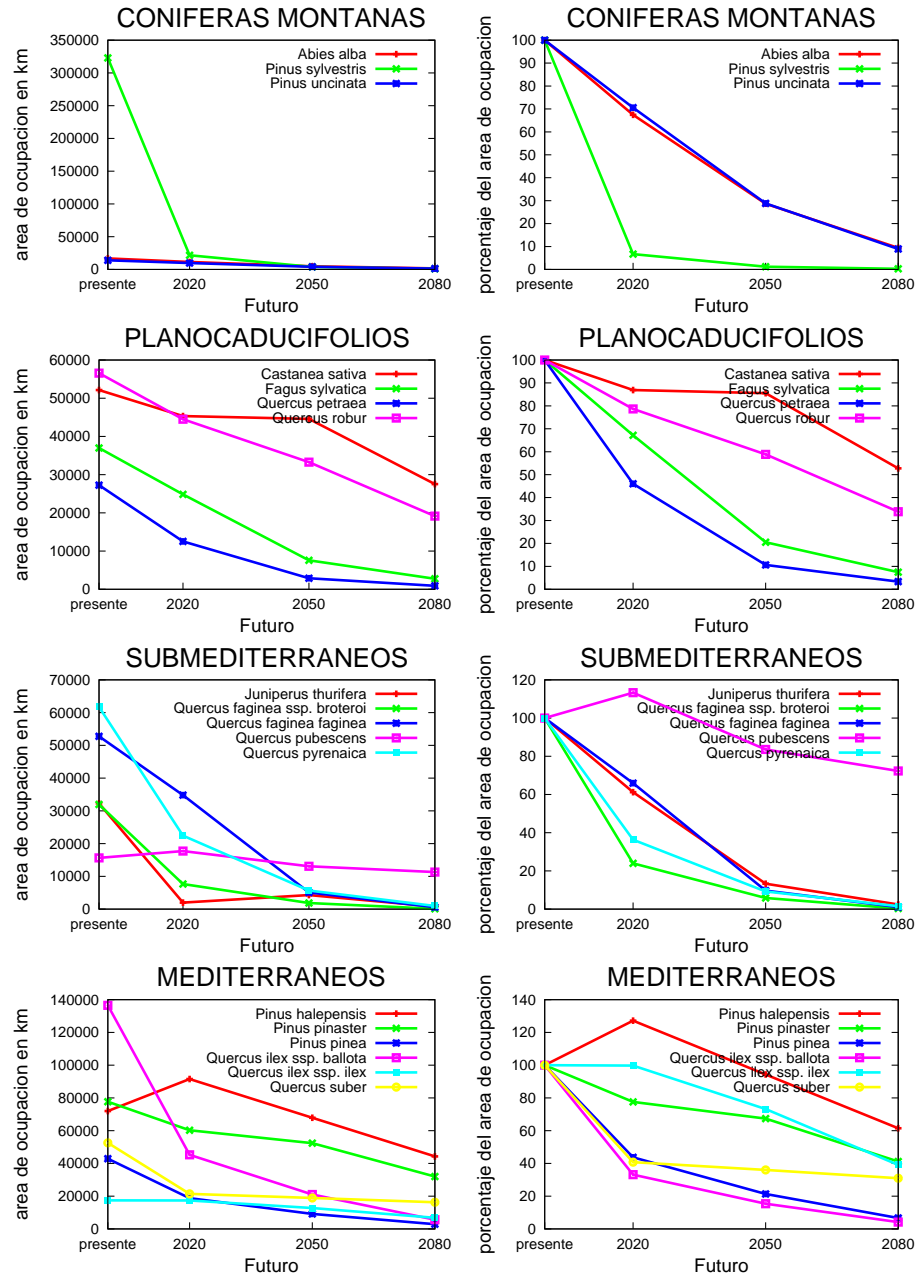 CONIFERAS MONTANAS
area de ocupacion en km
350000
300000
250000
200000
150000
100000
50000
0
Abies alba
Pinus sylvestris
Pinus uncinata
presente 2020 2050 2080
Futuro
CONIFERAS MONTANAS
porcentaje del area de ocupacion
100
90
80
70
60
50
40
30
20
10
0
Abies alba
Pinus sylvestris
Pinus uncinata
presente 2020 2050 2080
Futuro
PLANOCADUCIFOLIOS
area de ocupacion en km
60000
50000
40000
30000
20000
10000
0
Castanea sativa
Fagus sylvatica
Quercus petraea
Quercus robur
presente 2020 2050 2080
Futuro
PLANOCADUCIFOLIOS
porcentaje del area de ocupacion
100
90
80
70
60
50
40
30
20
10
0
Castanea sativa
Fagus sylvatica
Quercus petraea
Quercus robur
presente 2020 2050 2080
Futuro
SUBMEDITERRANEOS
area de ocupacion en km
70000
60000
50000
40000
30000
20000
10000
0
Juniperus thurifera
Quercus faginea ssp. broteroi
Quercus faginea faginea
Quercus pubescens
Quercus pyrenaica
presente 2020 2050 2080
Futuro
SUBMEDITERRANEOS
porcentaje del area de ocupacion
120
100
80
60
40
20
0
Juniperus thurifera
Quercus faginea ssp. broteroi
Quercus faginea faginea
Quercus pubescens
Quercus pyrenaica
presente 2020 2050 2080
Futuro
MEDITERRANEOS
area de ocupacion en km
140000
120000
100000
80000
60000
40000
20000
0
Pinus halepensis
Pinus pinaster
Pinus pinea
Quercus ilex ssp. ballota
Quercus ilex ssp. ilex
Quercus suber
presente 2020 2050 2080
Futuro
MEDITERRANEOS
porcentaje del area de ocupacion
140
120
100
80
60
40
20
0
Pinus halepensis
Pinus pinaster
Pinus pinea
Quercus ilex ssp. ballota
Quercus ilex ssp. ilex
Quercus suber
presente 2020 2050 2080
Futuro